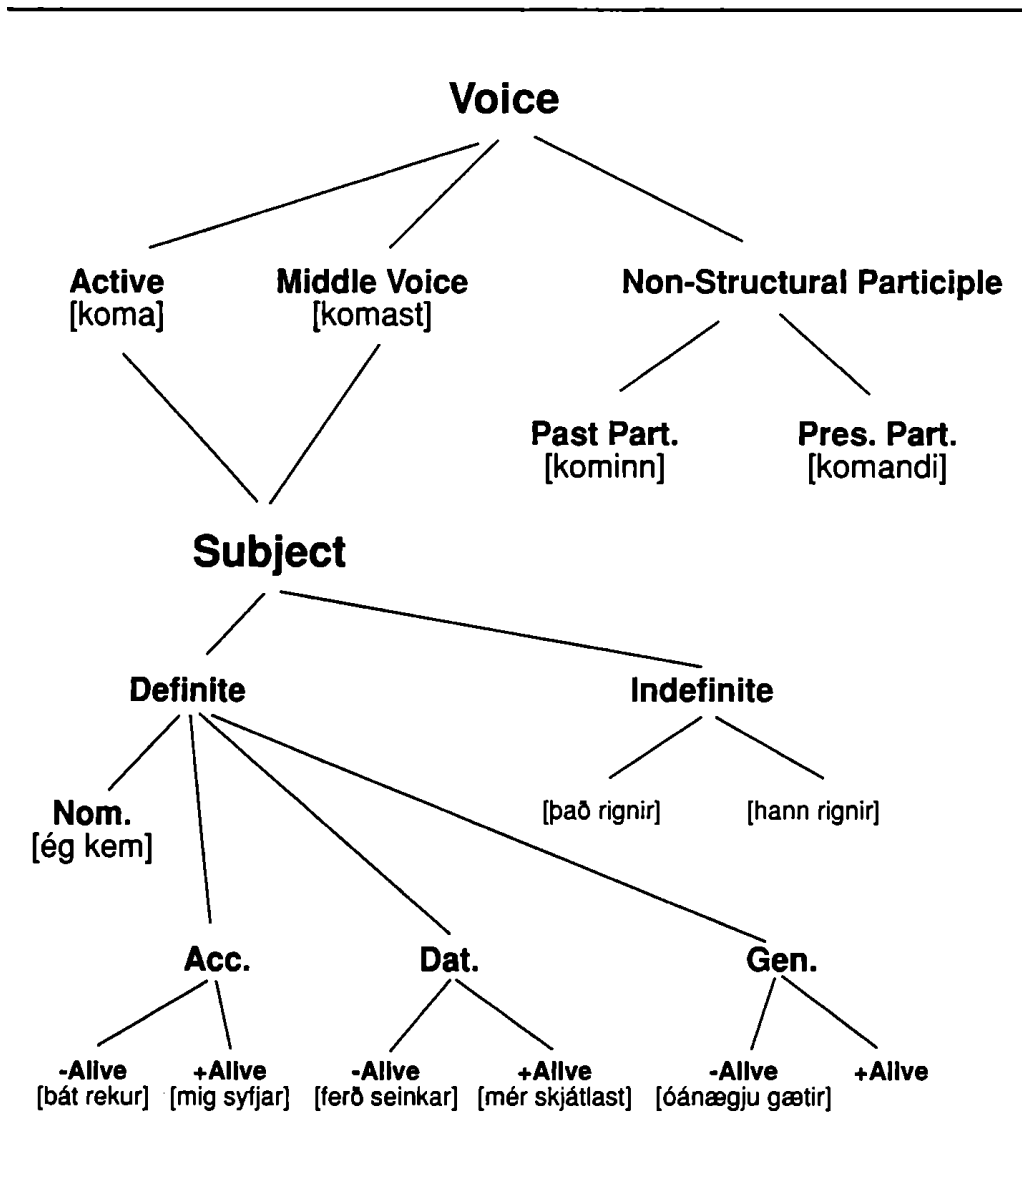 Voice
Active Middle Voice Non-Structural Participle
[koma] [komast]
Past Part. Pres. Part.
[kominn] [komandi]
Subject
Definite Indefinite
Nom. [það rignir] [hann rignir]
[ég kem]
Acc. Dat. Gen.
-Alive +Alive -Alive +Alive -Alive +Alive
[bát rekur] [mig syfjar] [ferð seinkar] [mér skjátlast] [óánægju gætir]